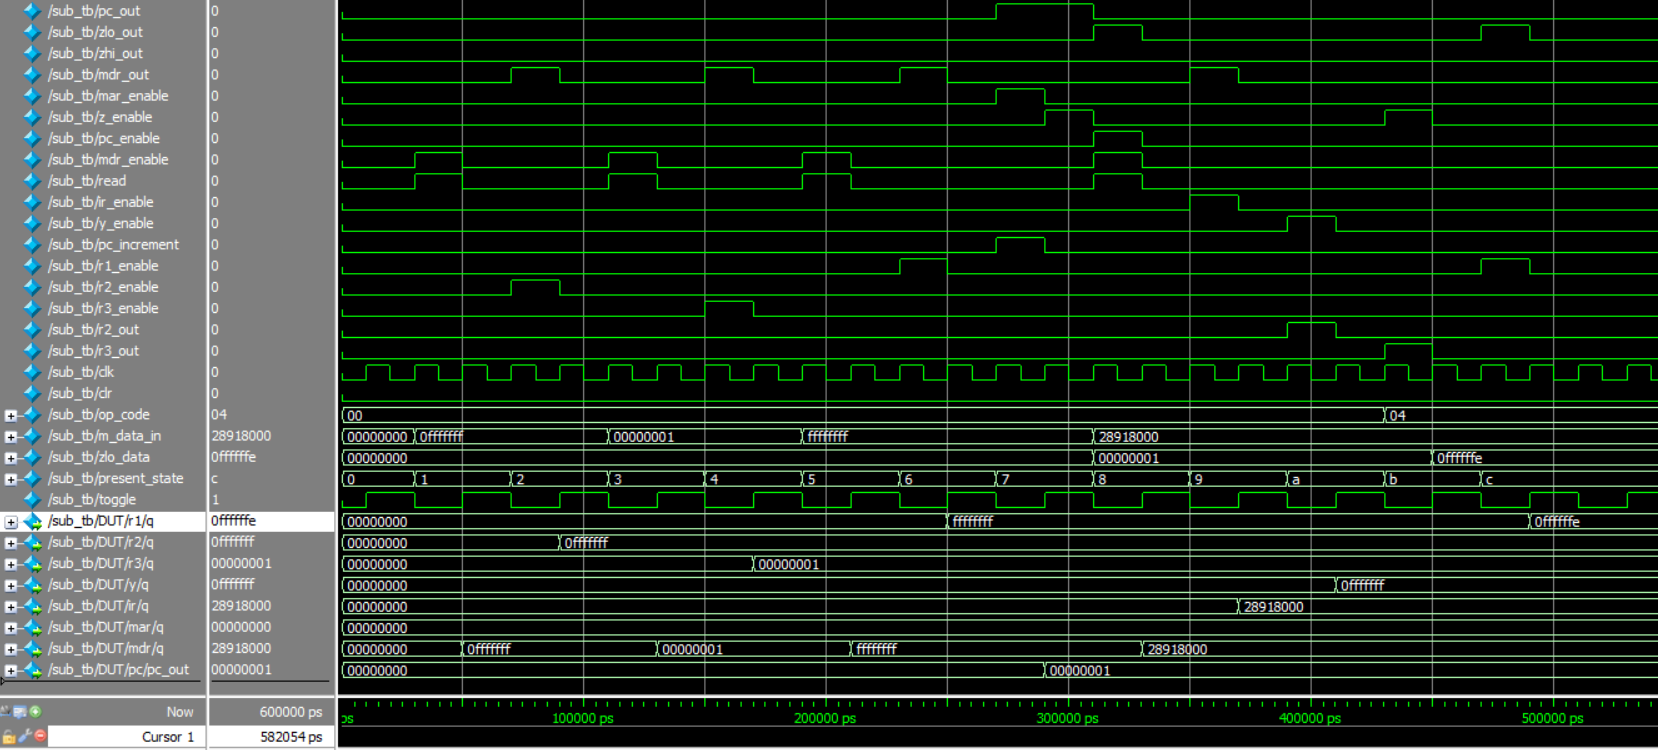 /sub_tb/pc_out 0
/sub_tb/zlo_out 0
/sub_tb/zhi_out 0
/sub_tb/mdr_out 0
/sub_tb/mar_enable 0
/sub_tb/z_enable 0
/sub_tb/pc_enable 0
/sub_tb/mdr_enable 0
/sub_tb/read 0
/sub_tb/ir_enable 0
/sub_tb/y_enable 0
/sub_tb/pc_increment 0
/sub_tb/r1_enable 0
/sub_tb/r2_enable 0
/sub_tb/r3_enable 0
/sub_tb/r2_out 0
/sub_tb/r3_out 0
/sub_tb/clk 0
/sub_tb/clr 0
/sub_tb/op_code 04 00 04
/sub_tb/m_data_in 28918000 00000000 0fffffff 00000001 ffffffff 28918000
/sub_tb/zlo_data 0ffffffe 00000000 00000001 0ffffffe
/sub_tb/present_state c 0 1 2 3 4 5 6 7 8 9 a b c
/sub_tb/toggle 1
/sub_tb/DUT/r1/q 0ffffffe 00000000 ffffffff 0ffffffe
/sub_tb/DUT/r2/q 0fffffff 00000000 0fffffff
/sub_tb/DUT/r3/q 00000001 00000000 00000001
/sub_tb/DUT/y/q 0fffffff 00000000 0fffffff
/sub_tb/DUT/ir/q 28918000 00000000 28918000
/sub_tb/DUT/mar/q 00000000 00000000
/sub_tb/DUT/mdr/q 28918000 00000000 0fffffff 00000001 ffffffff 28918000
/sub_tb/DUT/pc/pc_out 00000001 00000000 00000001
Now 600000 ps ps 100000 ps 200000 ps 300000 ps 400000 ps 500000 ps
Cursor 1 582054 ps